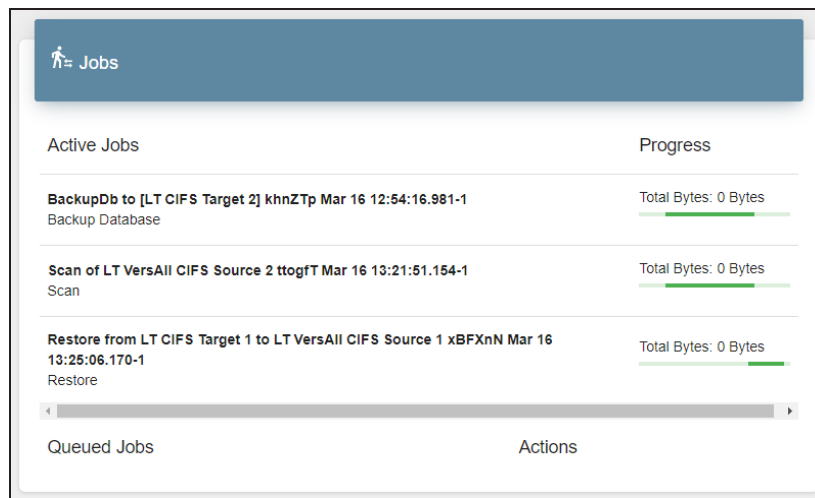 Jobs
Active Jobs
Progress
BackupDb to [LT CIFS Target 2] khnZTp Mar 16 12:54:16.981-1
Total Bytes: 0 Bytes
Backup Database
Scan of LT VersAll CIFS Source 2 ttogfT Mar 16 13:21:51.154-1
Total Bytes: 0 Bytes
Scan
Restore from LT CIFS Target 1 to LT VersAll CIFS Source 1 xBFXnN Mar 16
13:25:06.170-1
Total Bytes: 0 Bytes
Restore
Queued Jobs
Actions